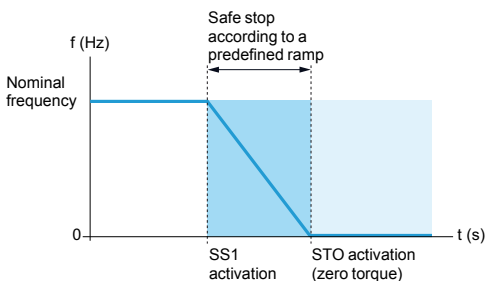 Safe stop
according to a
predefined ramp
f (Hz)
Nominal
frequency
0
t (s)
SS1
activation
STO activation
(zero torque)